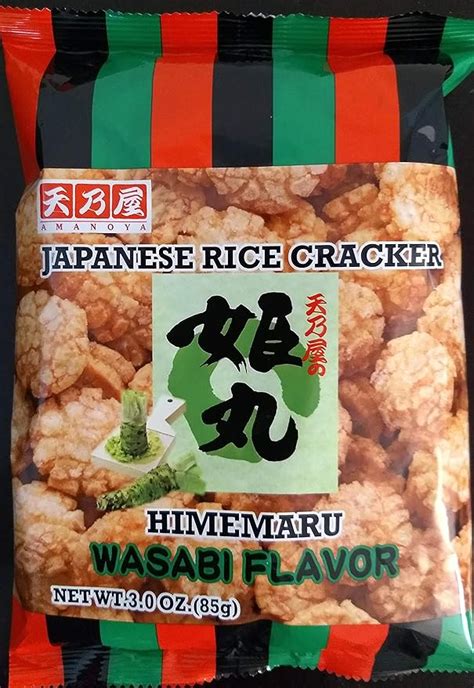 天乃屋
AMANOYA
JAPANESE RICE CRACKER
天乃屋の
姫丸
HIMEMARU
WASABI FLAVOR
NET WT.3.0 OZ.(85g)